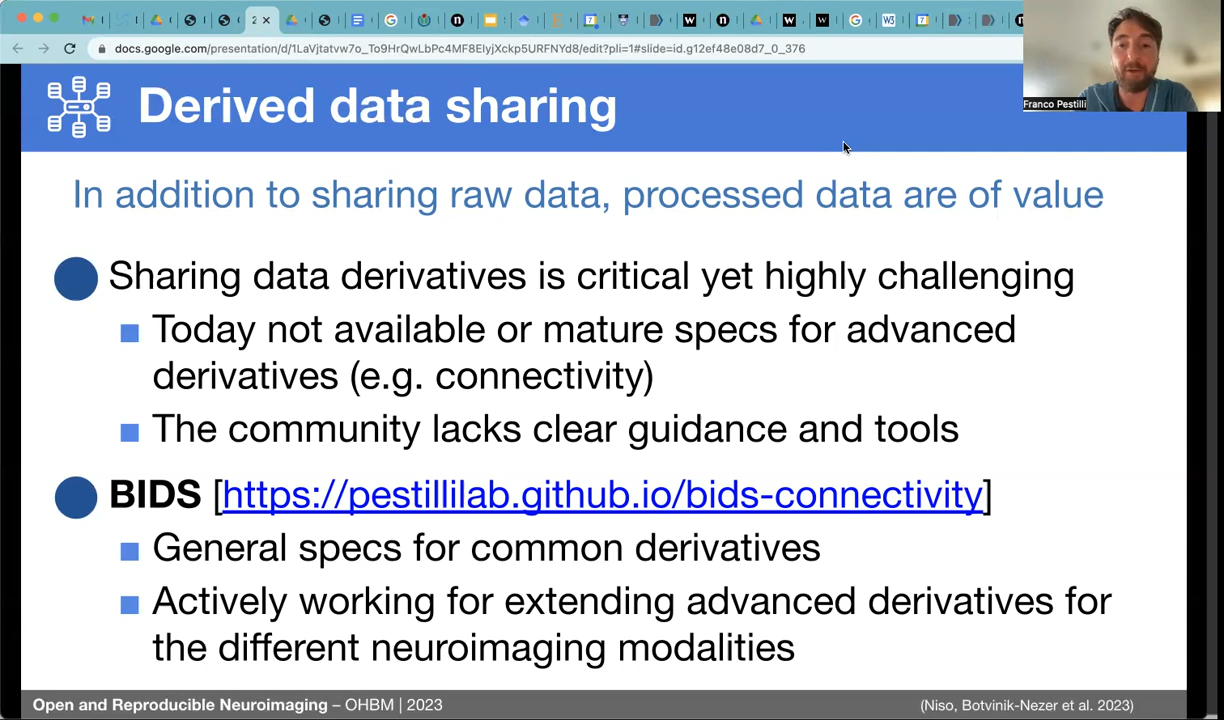 2
docs.google.com/presentation/d/1LaVjtatvw7o_To9HrQwLbPc4MF8EIyjXckp5URFNYd8/edit?pli=1#slide=id.g12ef48e08d7_0_376
Franco Pestilli
Derived data sharing
In addition to sharing raw data, processed data are of value
Sharing data derivatives is critical yet highly challenging
Today not available or mature specs for advanced
derivatives (e.g. connectivity)
The community lacks clear guidance and tools
BIDS [https://pestillilab.github.io/bids-connectivity]
General specs for common derivatives
Actively working for extending advanced derivatives for
the different neuroimaging modalities
Open and Reproducible Neuroimaging – OHBM | 2023
(Niso, Botvinik-Nezer et al. 2023)